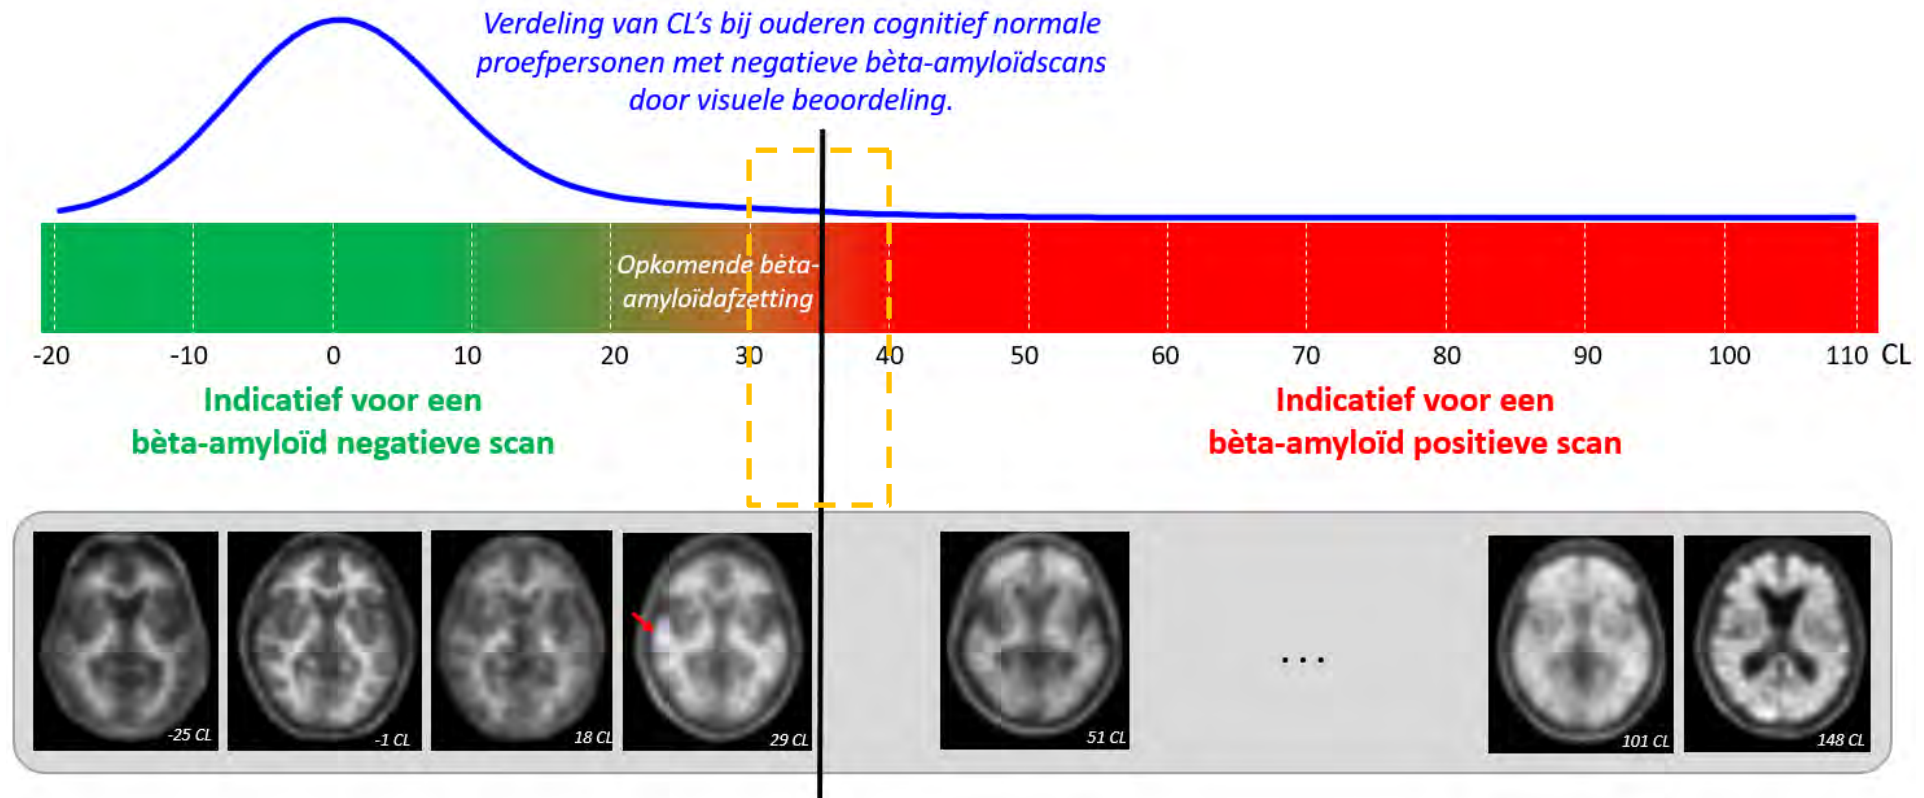 Verdeling van CL's bij ouderen cognitief normale
proefpersonen met negatieve bèta-amyloïdscans
door visuele beoordeling.
Opkomende bèta-
amyloïdafzetting
-20 -10 0 10 20 30 40 50 60 70 80 90 100 110 CL
Indicatief voor een
bèta-amyloïd negatieve scan
Indicatief voor een
bèta-amyloïd positieve scan
...
-25 CL -1 CL 18 CL 29 CL 51 CL 101 CL 148 CL